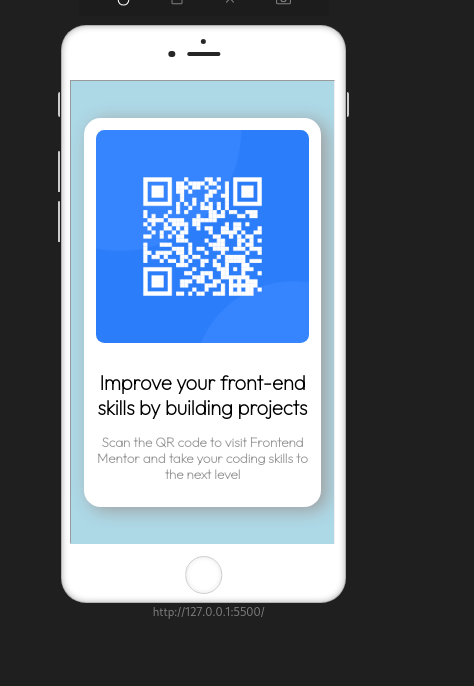 Improve your front-end
skills by building projects
Scan the QR code to visit Frontend
Mentor and take your coding skills to
the next level
http://127.0.0.1:5500/